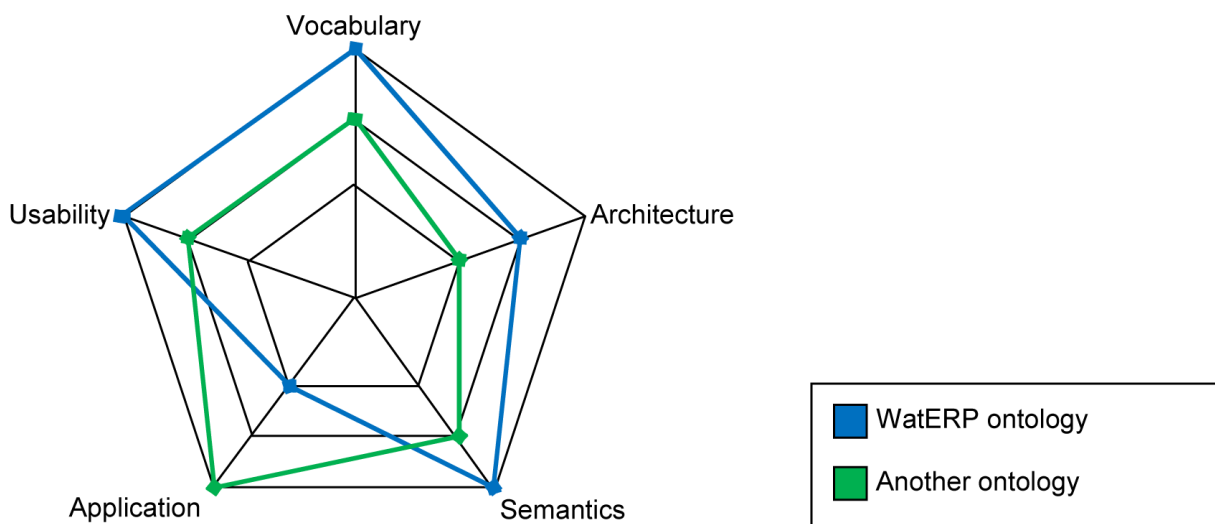 Vocabulary
Usability
Architecture
Application
Semantics
WatERP ontology
Another ontology